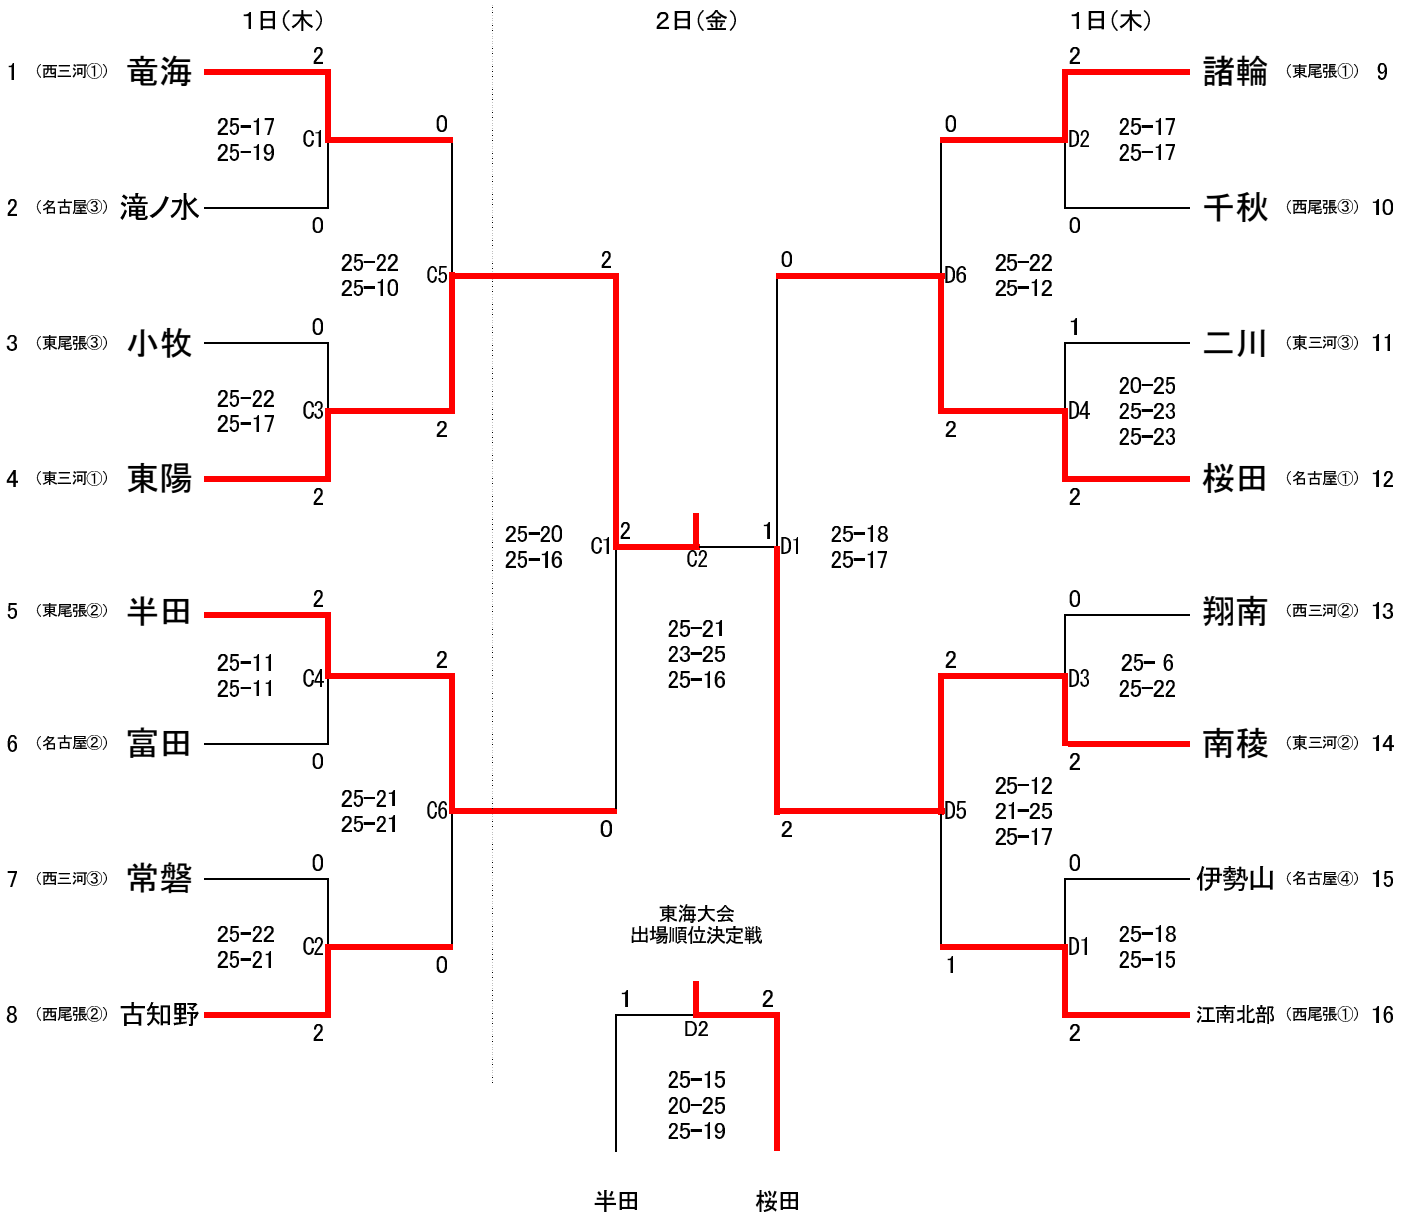 1日(木) 2日(金) 1日(木)
2 2
1 (西三河①) 竜海 諸輪 (東尾張①) 9
0 0
25-17 C1 D2 25-17
25-19 25-17
2 (名古屋③) 滝ノ水 千秋 (西尾張③) 10
0 0
25-22 C5 2 0 D6 25-22
25-10 25-12
0 1
3 (東尾張③) 小牧 二川 (東三河③) 11
25-22 C3 D4 20-25
25-17 25-23
2 2 25-23
4 (東三河①) 東陽 桜田 (名古屋①) 12
2 2
25-20 C1 2 C2 1 D1 25-18
25-16 25-17
2 0
5 (東尾張②) 半田 翔南 (西三河②) 13
25-21
23-25
25-16
25-11 C4 2 2 D3 25- 6
25-11 25-22
6 (名古屋②) 富田 南稜 (東三河②) 14
0 2
25-21 C6 D5 25-12
25-21 21-25
0 2 25-17
0 0
7 (西三河③) 常磐 伊勢山 (名古屋④) 15
東海大会
出場順位決定戦
25-22 C2 D1 25-18
25-21 25-15
0 1
8 (西尾張②) 古知野 江南北部 (西尾張①) 16
2 2
1 2
D2
25-15
20-25
25-19
半田 桜田